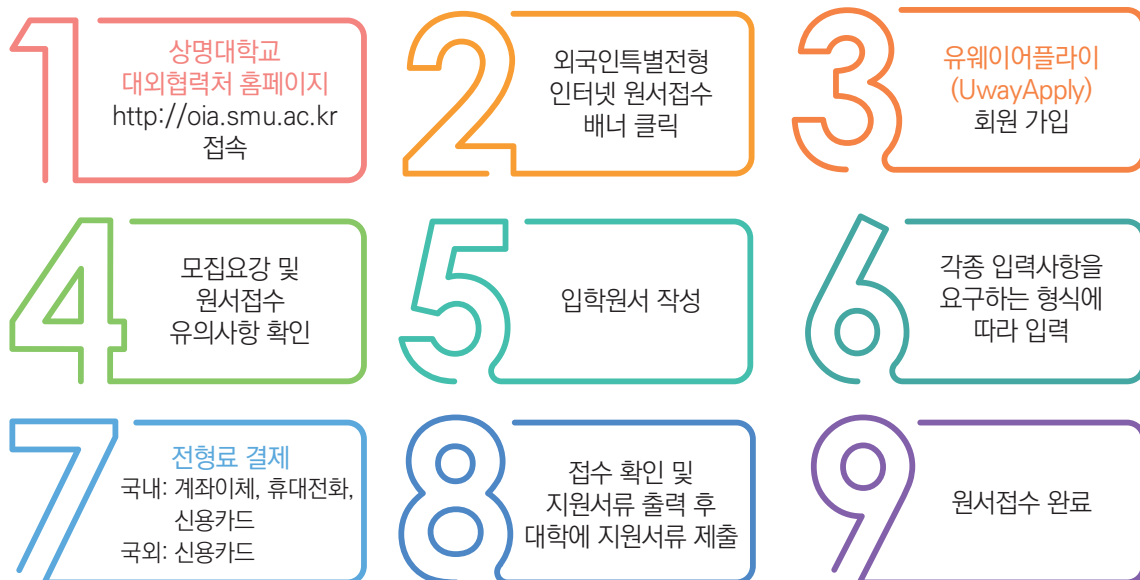 1
상명대학교
대외협력처 홈페이지
http://oia.smu.ac.kr
접속
2
외국인특별전형
인터넷 원서접수
배너 클릭
3
유웨이어플라이
(UwayApply)
회원 가입
4
모집요강 및
원서접수
유의사항 확인
5
입학원서 작성
6
각종 입력사항을
요구하는 형식에
따라 입력
7
전형료 결제
국내: 계좌이체, 휴대전화,
신용카드
국외: 신용카드
8
접수 확인 및
지원서류 출력 후
대학에 지원서류 제출
9
원서접수 완료